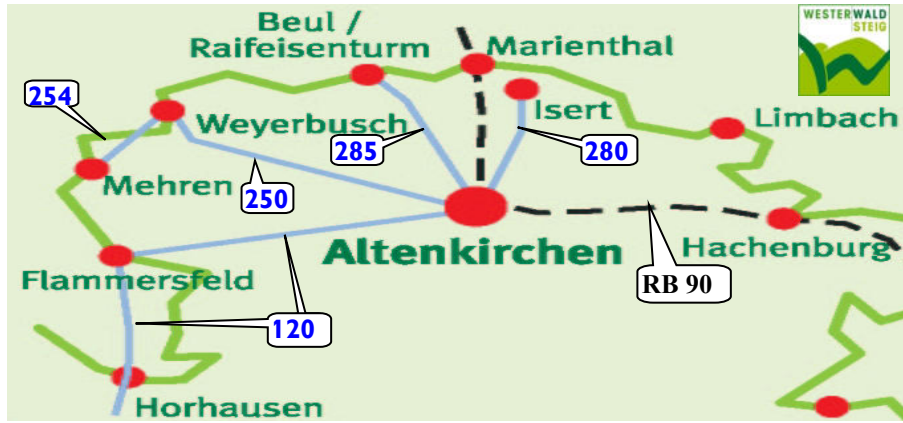 Beul /
Raifeisenturm
Marienthal
WESTERWALD
STEIG
254
Weyerbusch
285
Isert
280
Limbach
Mehren
250
Altenkirchen
Hachenburg
Flammersfeld
RB 90
120
Horhausen